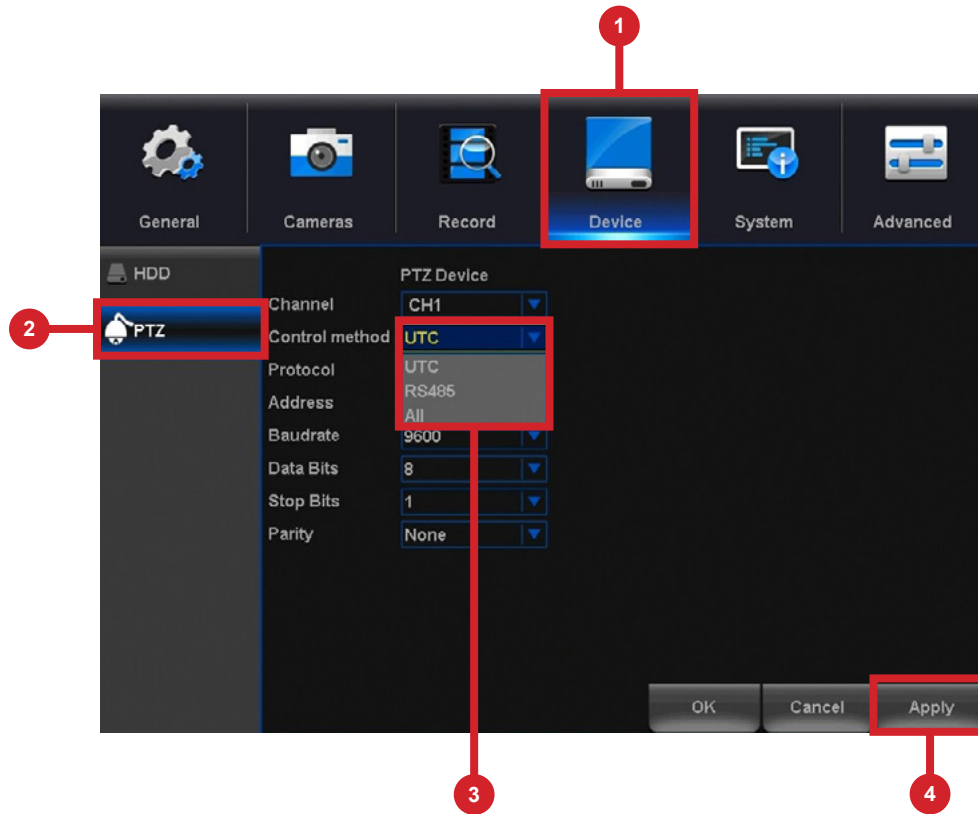 1
General Cameras Record Device System Advanced
HDD
PTZ Device
Channel CH1
2 PTZ
Control method UTC
Protocol UTC
RS485
Address
All
Baudrate 9600
Data Bits 8
Stop Bits 1
Parity None
OK Cancel Apply
3 4